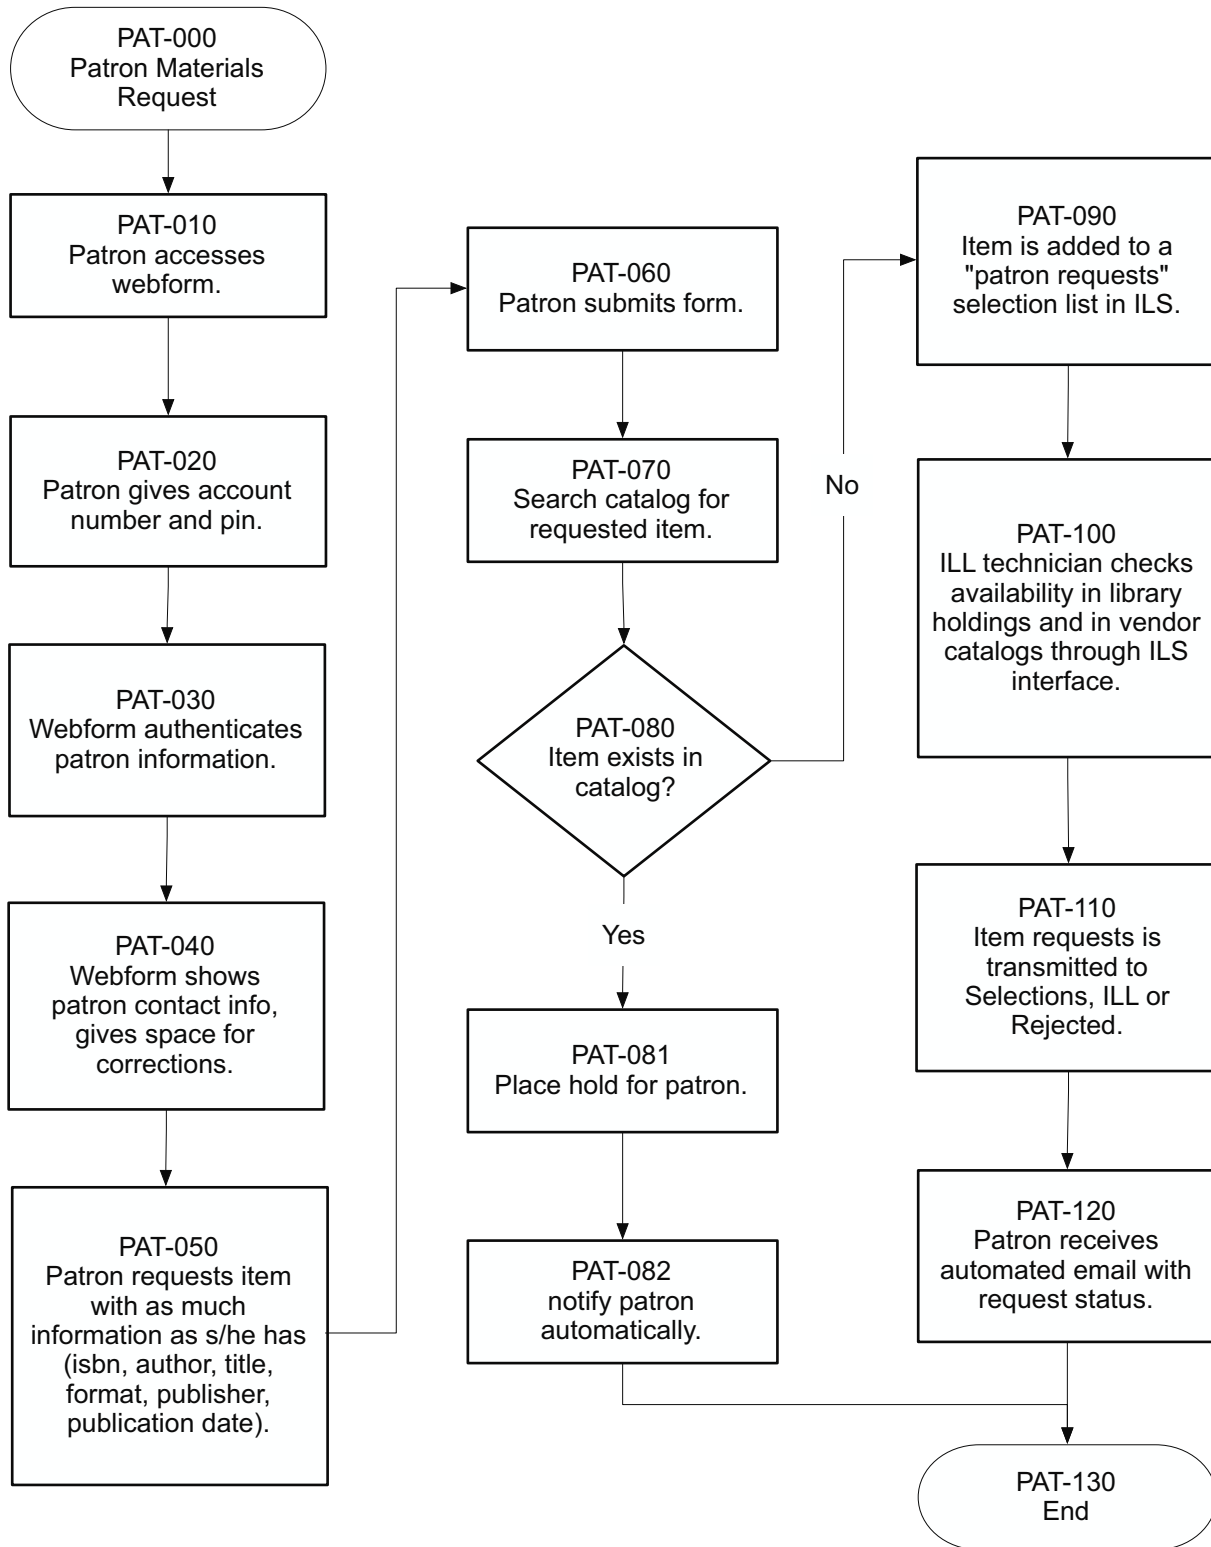 PAT-000
Patron Materials
Request
PAT-010
Patron accesses
webform.
PAT-020
Patron gives account
number and pin.
PAT-030
Webform authenticates
patron information.
PAT-040
Webform shows
patron contact info,
gives space for
corrections.
PAT-050
Patron requests item
with as much
information as s/he has
(isbn, author, title,
format, publisher,
publication date).
PAT-060
Patron submits form.
PAT-070
Search catalog for
requested item.
PAT-080
Item exists in
catalog?
Yes
No
PAT-081
Place hold for patron.
PAT-082
notify patron
automatically.
PAT-090
Item is added to a
"patron requests"
selection list in ILS.
PAT-100
ILL technician checks
availability in library
holdings and in vendor
catalogs through ILS
interface.
PAT-110
Item requests is
transmitted to
Selections, ILL or
Rejected.
PAT-120
Patron receives
automated email with
request status.
PAT-130
End